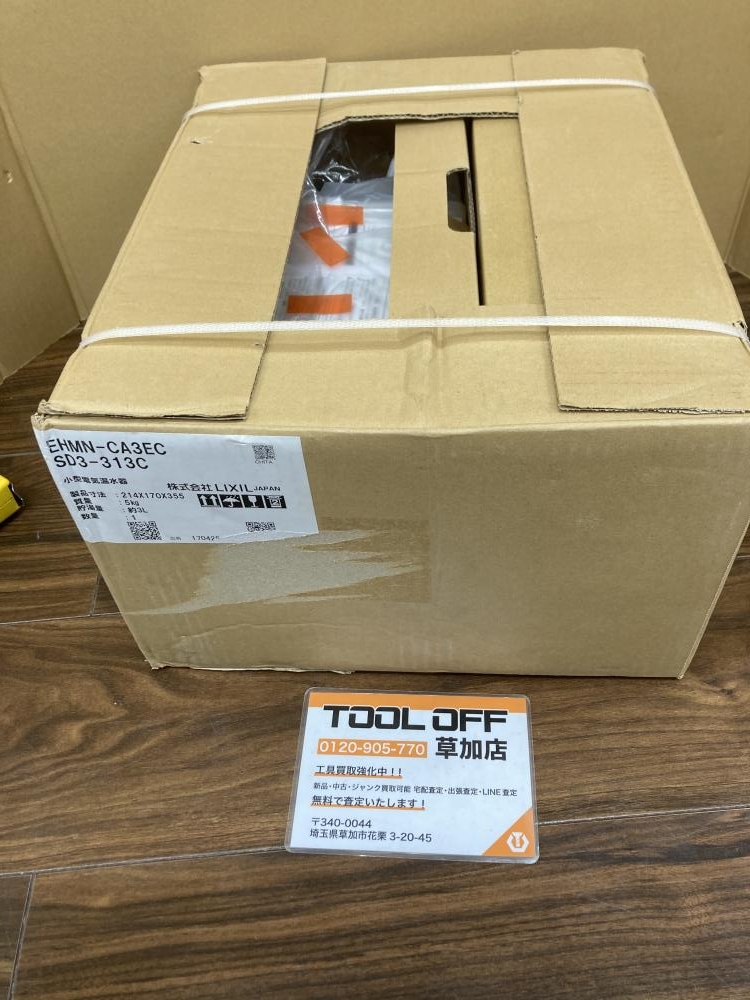 EHMN-CA3EC
SD3-313C
小型電気温水器
株式会社 LIXIL JAPAN
製品寸法：214X170X355
質量：5kg
貯湯量：約3L
数量：1
TOOL OFF
0120-905-770 草加店
工具買取強化中！！
新品・中古・ジャンク買取可能 宅配査定・出張査定・LINE査定
無料で査定いたします！
〒340-0044
埼玉県草加市花栗 3-20-45